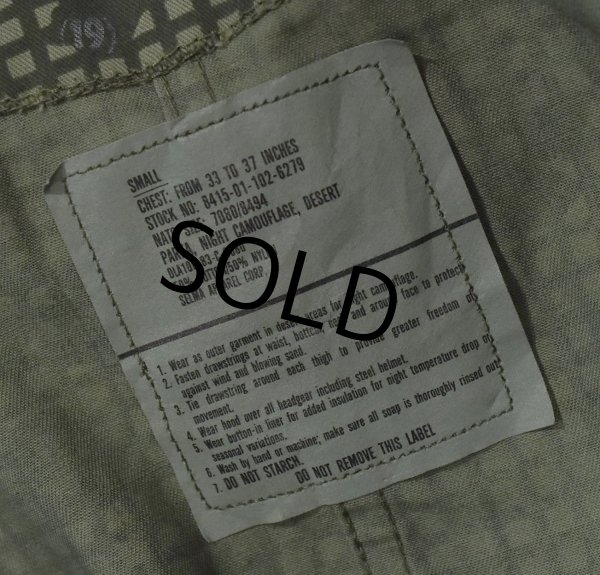 (19)
SMALL
CHEST: FROM 33 TO 37 INCHES
STOCK NO: 8415-01-102-6279
NATO SIZE: 7080/8494
PARKA, NIGHT CAMOUFLAGE, DESERT
SELMA APPAREL CORP.
SOLD
1. Wear as outer garment in desert areas for night camouflage.
2. Fasten drawstrings at waist, bottom, neck and around face to protect
against wind and blowing sand.
3. Tie drawstring around each thigh to provide greater freedom of
movement.
4. Wear hood over all headgear including steel helmet.
5. Wear button-in liner for added insulation for night temperature drop or
seasonal variations.
6. Wash by hand or machine; make sure all soap is thoroughly rinsed out.
7. DO NOT STARCH.
DO NOT REMOVE THIS LABEL